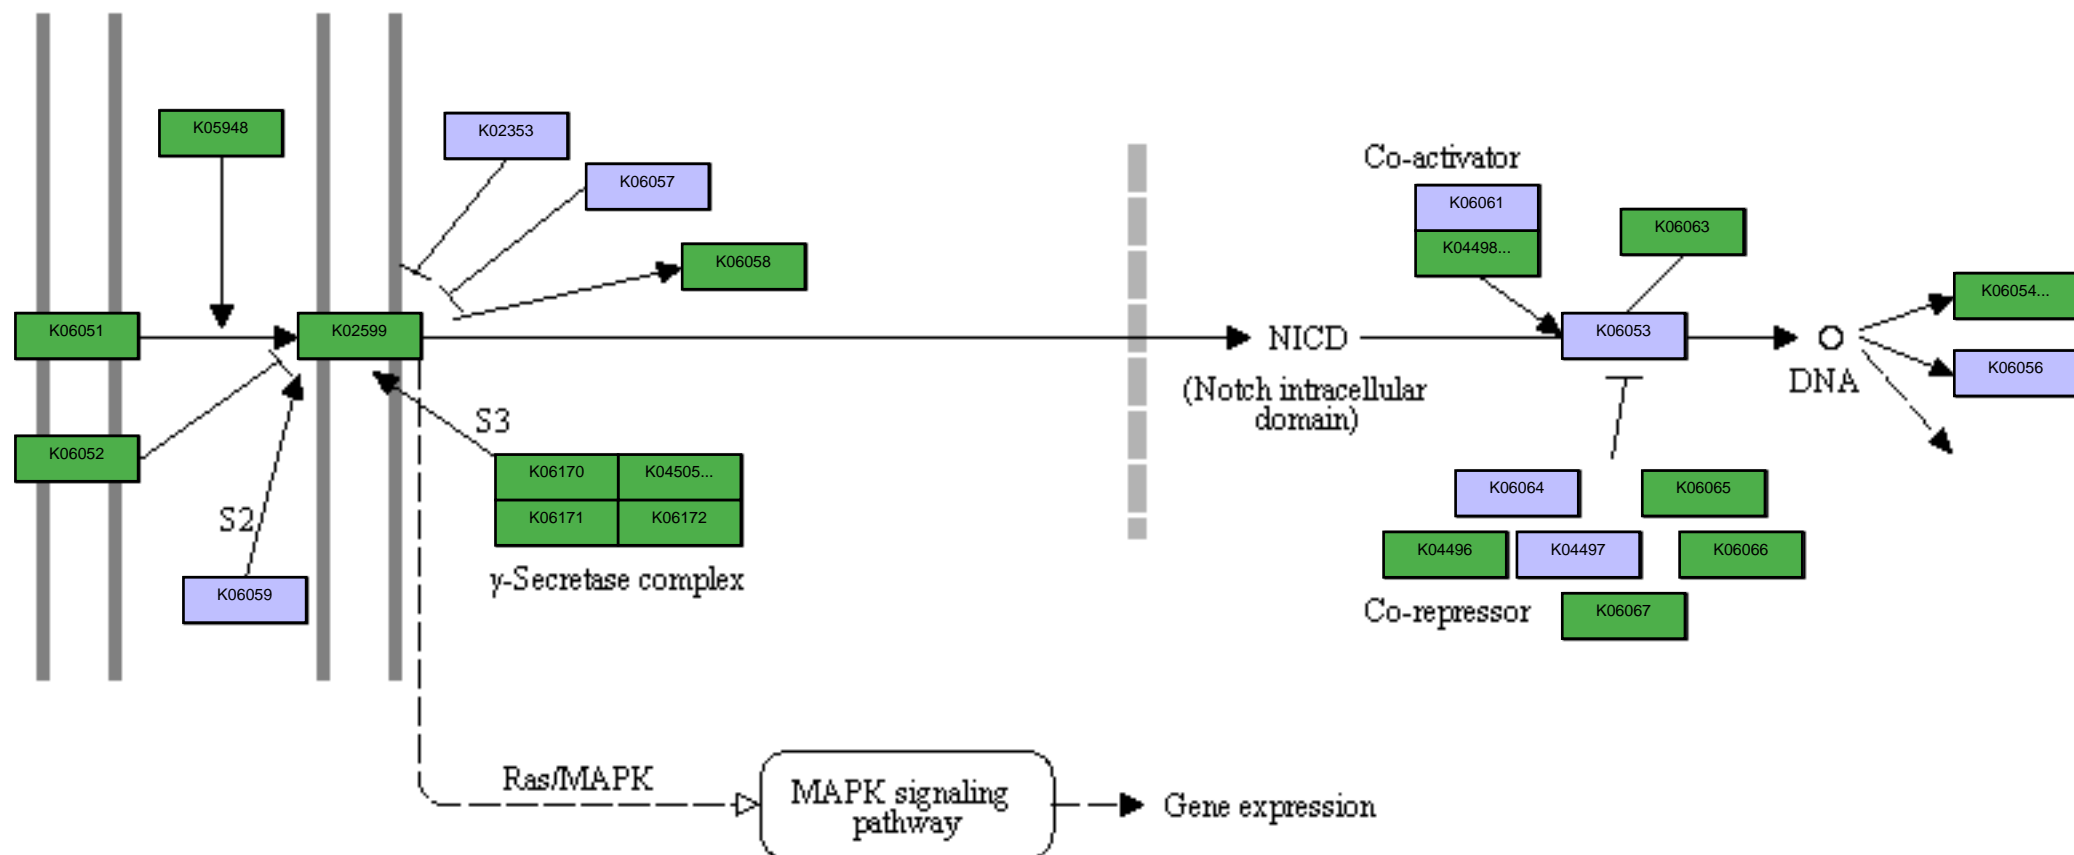 K05948
K02353
K06057
K06058
Co-activator
K06061
K04498...
K06063
K06054...
K06051
K02599
NICD
K06053
DNA
K06056
(Notch intracellular
domain)
K06052
S3
K06170
K04505...
K06171
K06172
γ-Secretase complex
S2
K06059
K06064
K06065
K04496
K04497
K06066
Co-repressor
K06067
Ras/MAPK
MAPK signaling
pathway
Gene expression